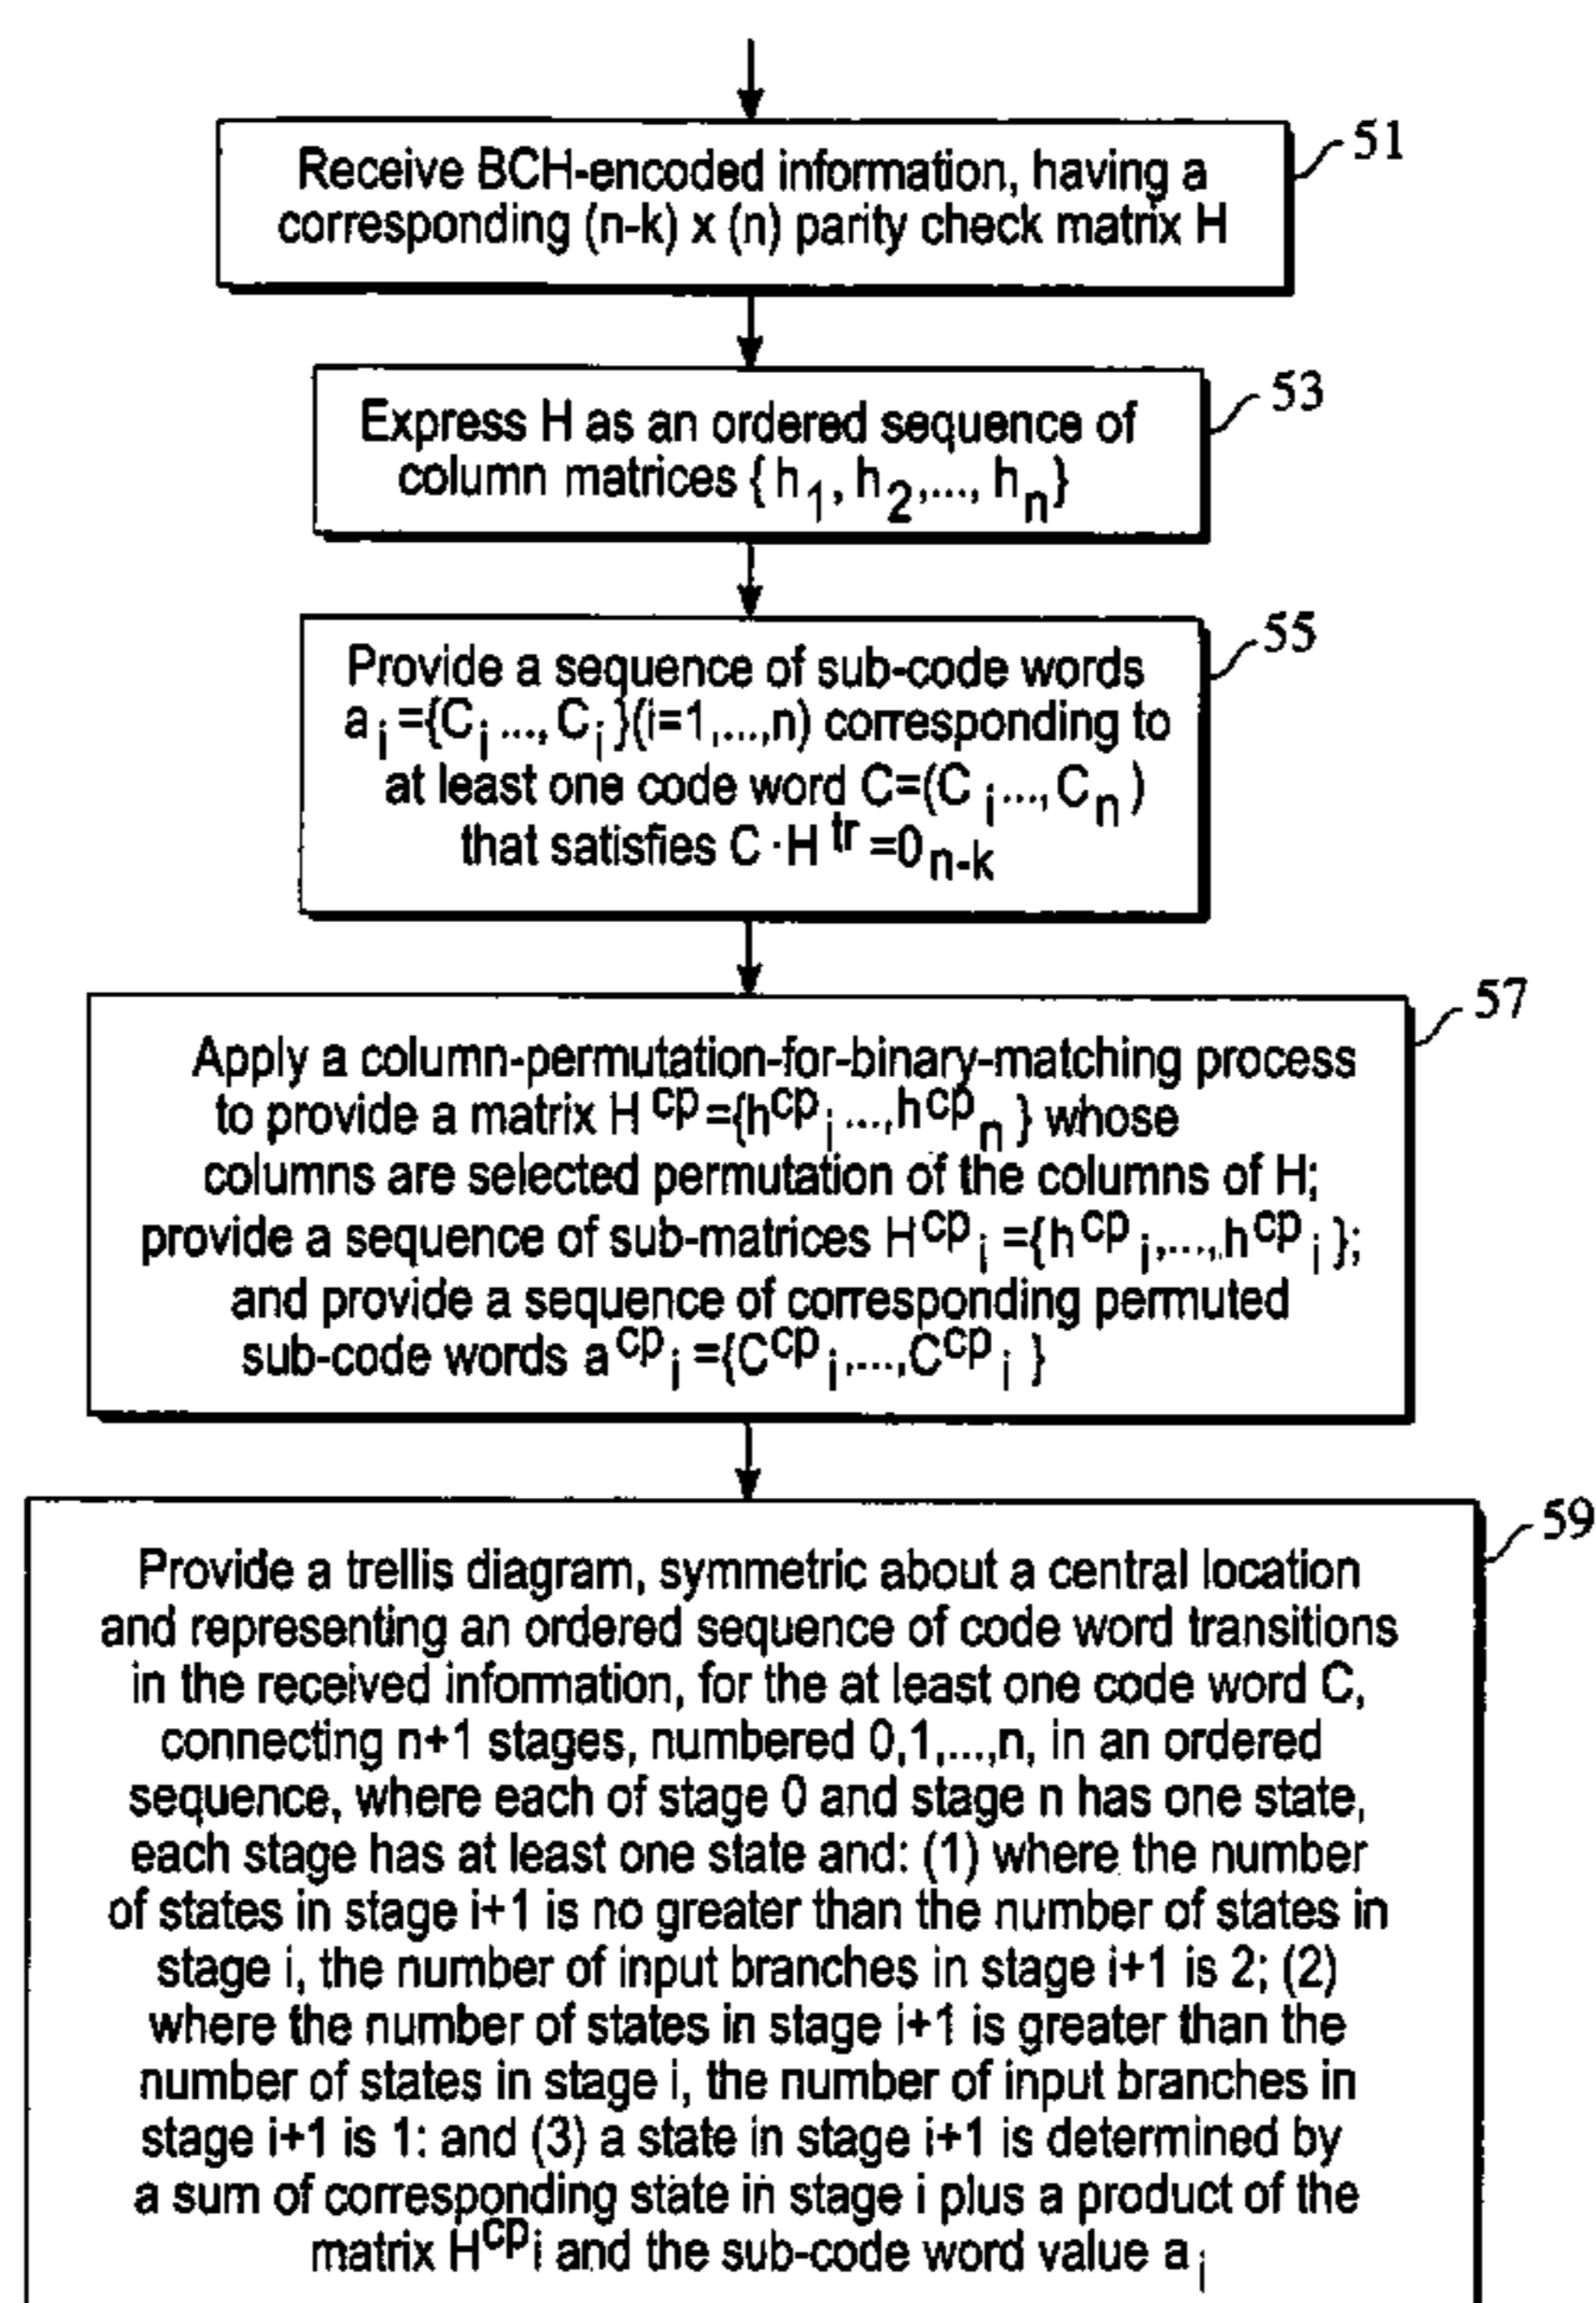 51
Receive BCH-encoded information, having a
corresponding (n-k) x (n) parity check matrix H
53
Express H as an ordered sequence of
column matrices {h1, h2,..., hn}
55
Provide a sequence of sub-code words
ai={Ci...,Ci}(i=1,...,n) corresponding to
at least one code word C=(Ci...,Cn)
that satisfies C·H^tr=0n-k
57
Apply a column-permutation-for-binary-matching process
to provide a matrix H^cp={h^cp i....,h^cp n} whose
columns are selected permutation of the columns of H;
provide a sequence of sub-matrices H^cp i={h^cp i,...,h^cp i};
and provide a sequence of corresponding permuted
sub-code words a^cp i={C^cp i,...,C^cp i}
59
Provide a trellis diagram, symmetric about a central location
and representing an ordered sequence of code word transitions
in the received information, for the at least one code word C,
connecting n+1 stages, numbered 0,1,...,n, in an ordered
sequence, where each of stage 0 and stage n has one state,
each stage has at least one state and: (1) where the number
of states in stage i+1 is no greater than the number of states in
stage i, the number of input branches in stage i+1 is 2; (2)
where the number of states in stage i+1 is greater than the
number of states in stage i, the number of input branches in
stage i+1 is 1: and (3) a state in stage i+1 is determined by
a sum of corresponding state in stage i plus a product of the
matrix H^cp i and the sub-code word value ai